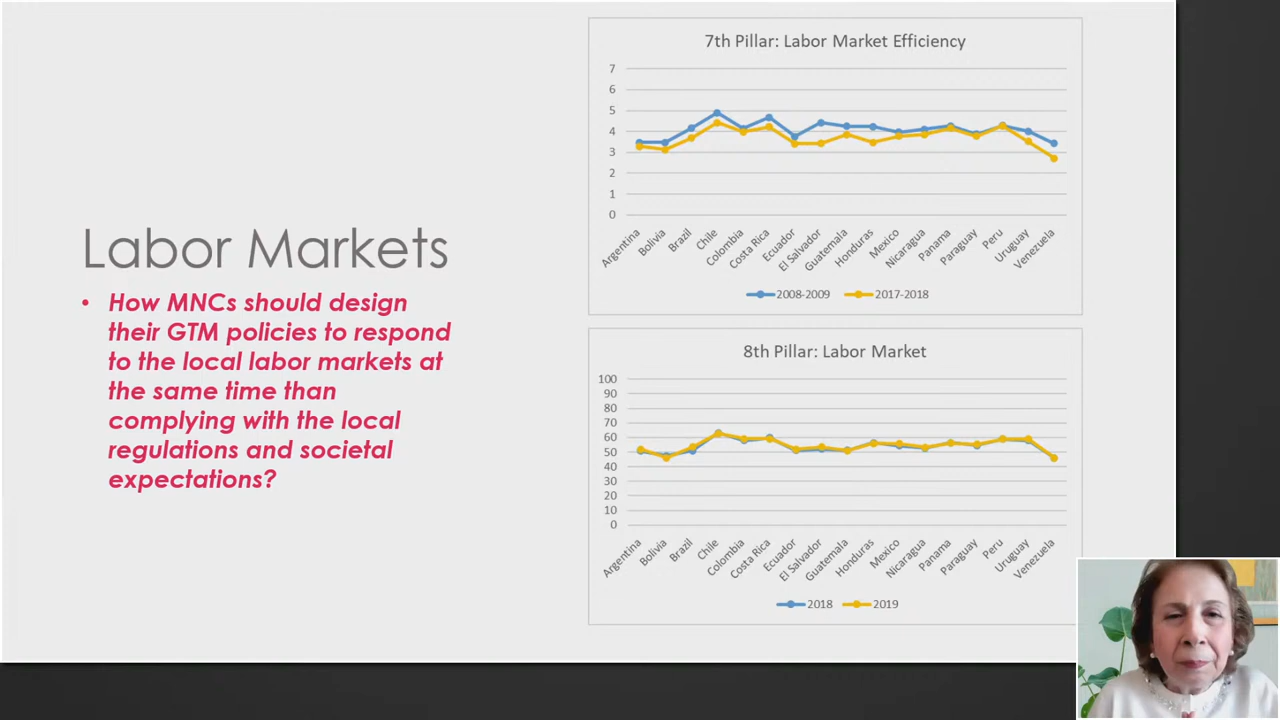 Labor Markets
• How MNCs should design
their GTM policies to respond
to the local labor markets at
the same time than
complying with the local
regulations and societal
expectations?
7th Pillar: Labor Market Efficiency
7
6
5
4
3
2
1
0
Argentina
Bolivia
Brazil
Chile
Colombia
Costa Rica
Ecuador
El Salvador
Guatemala
Honduras
Mexico
Nicaragua
Panama
Paraguay
Peru
Uruguay
Venezuela
2008-2009 2017-2018
8th Pillar: Labor Market
100
90
80
70
60
50
40
30
20
10
0
Argentina
Bolivia
Brazil
Chile
Colombia
Costa Rica
Ecuador
El Salvador
Guatemala
Honduras
Mexico
Nicaragua
Panama
Paraguay
Peru
Uruguay
Venezuela
2018 2019